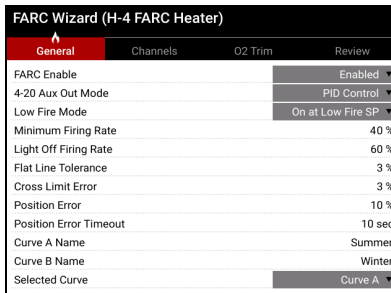 FARC Wizard (H-4 FARC Heater)
General Channels O2 Trim Review
FARC Enable Enabled
4-20 Aux Out Mode PID Control
Low Fire Mode On at Low Fire SP
Minimum Firing Rate 40 %
Light Off Firing Rate 60 %
Flat Line Tolerance 3 %
Cross Limit Error 3 %
Position Error 10 %
Position Error Timeout 10 sec
Curve A Name Summer
Curve B Name Winter
Selected Curve Curve A